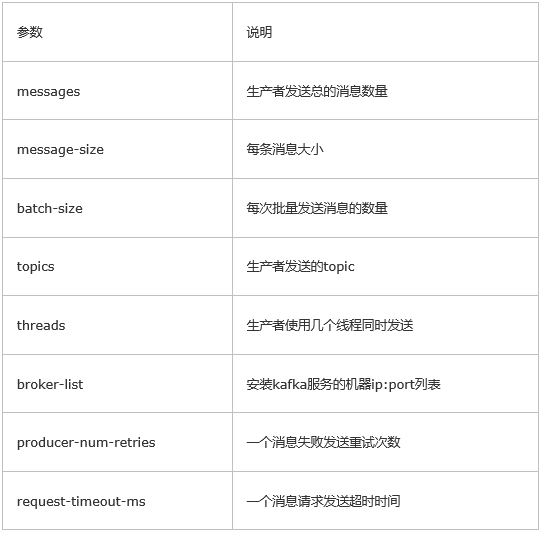 参数 说明
messages 生产者发送总的消息数量
message-size 每条消息大小
batch-size 每次批量发送消息的数量
topics 生产者发送的topic
threads 生产者使用几个线程同时发送
broker-list 安装kafka服务的机器ip:port列表
producer-num-retries 一个消息失败发送重试次数
request-timeout-ms 一个消息请求发送超时时间